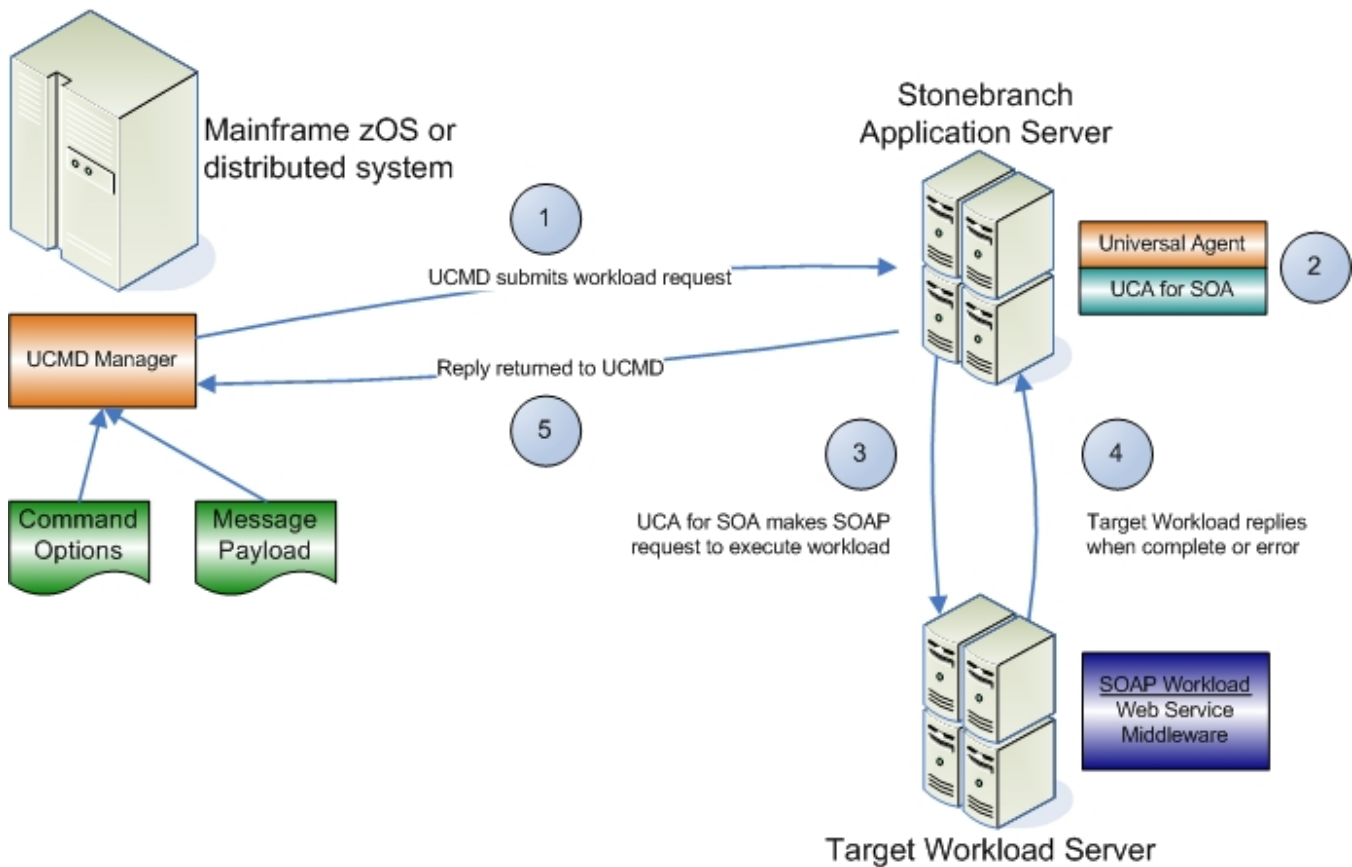 Stonebranch
Application Server
Mainframe zOS or
distributed system
1
UCMD submits workload request
Universal Agent
UCA for SOA
2
UCMD Manager
Reply returned to UCMD
5
3
4
Command
Options
Message
Payload
UCA for SOA makes SOAP
request to execute workload
Target Workload replies
when complete or error
SOAP Workload
Web Service
Middleware
Target Workload Server